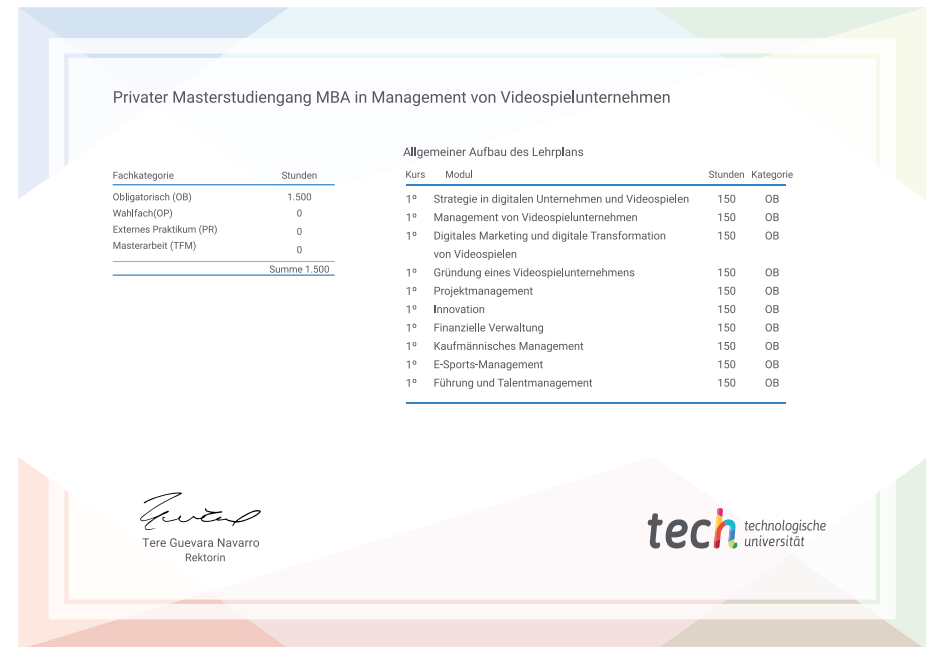 Privater Masterstudiengang MBA in Management von Videospielunternehmen
Fachkategorie Stunden
Obligatorisch (OB) 1.500
Wahlfach(OP) 0
Externes Praktikum (PR) 0
Masterarbeit (TFM) 0
Summe 1.500
Allgemeiner Aufbau des Lehrplans
Kurs Modul Stunden Kategorie
1º Strategie in digitalen Unternehmen und Videospielen 150 OB
1º Management von Videospielunternehmen 150 OB
1º Digitales Marketing und digitale Transformation 150 OB
von Videospielen
1º Gründung eines Videospielunternehmens 150 OB
1º Projektmanagement 150 OB
1º Innovation 150 OB
1º Finanzielle Verwaltung 150 OB
1º Kaufmännisches Management 150 OB
1º E-Sports-Management 150 OB
1º Führung und Talentmanagement 150 OB
Tere Guevara Navarro
Rektorin
tech technologische
universität